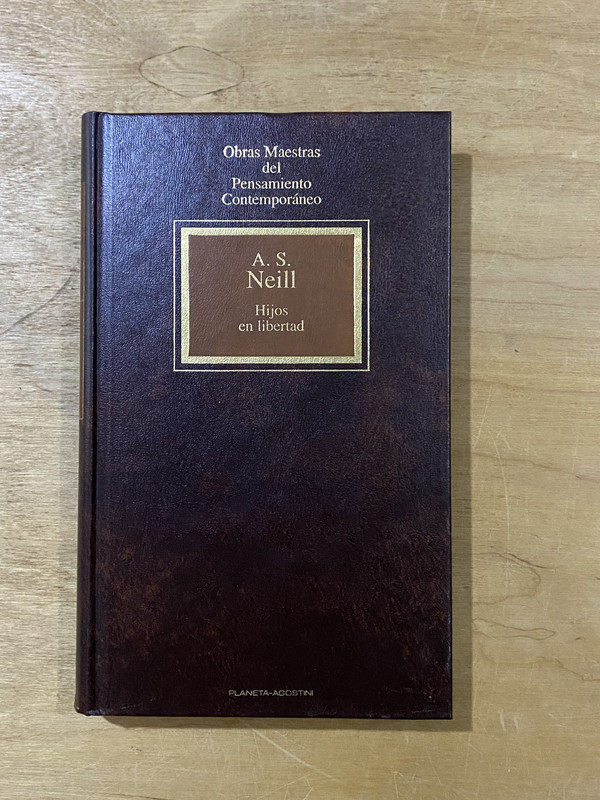 Obras Maestras
del
Pensamiento
Contemporáneo
A. S.
Neill
Hijos
en libertad
PLANETA-AGOSTINI